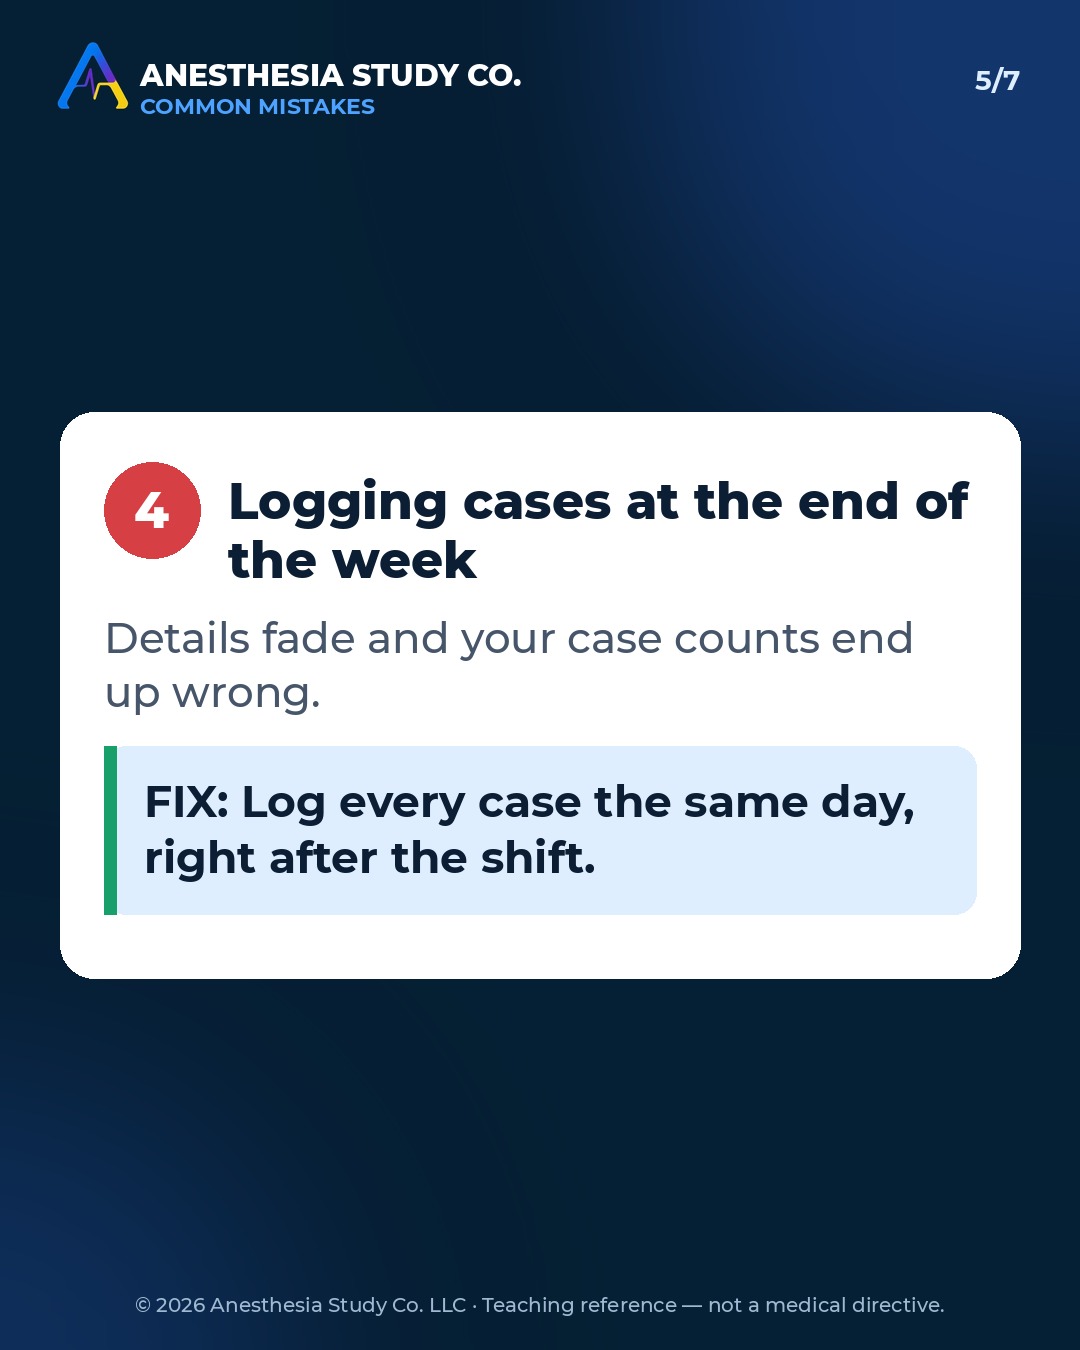 ANESTHESIA STUDY CO.
COMMON MISTAKES
5/7
4
Logging cases at the end of
the week
Details fade and your case counts end
up wrong.
FIX: Log every case the same day,
right after the shift.
© 2026 Anesthesia Study Co. LLC · Teaching reference — not a medical directive.